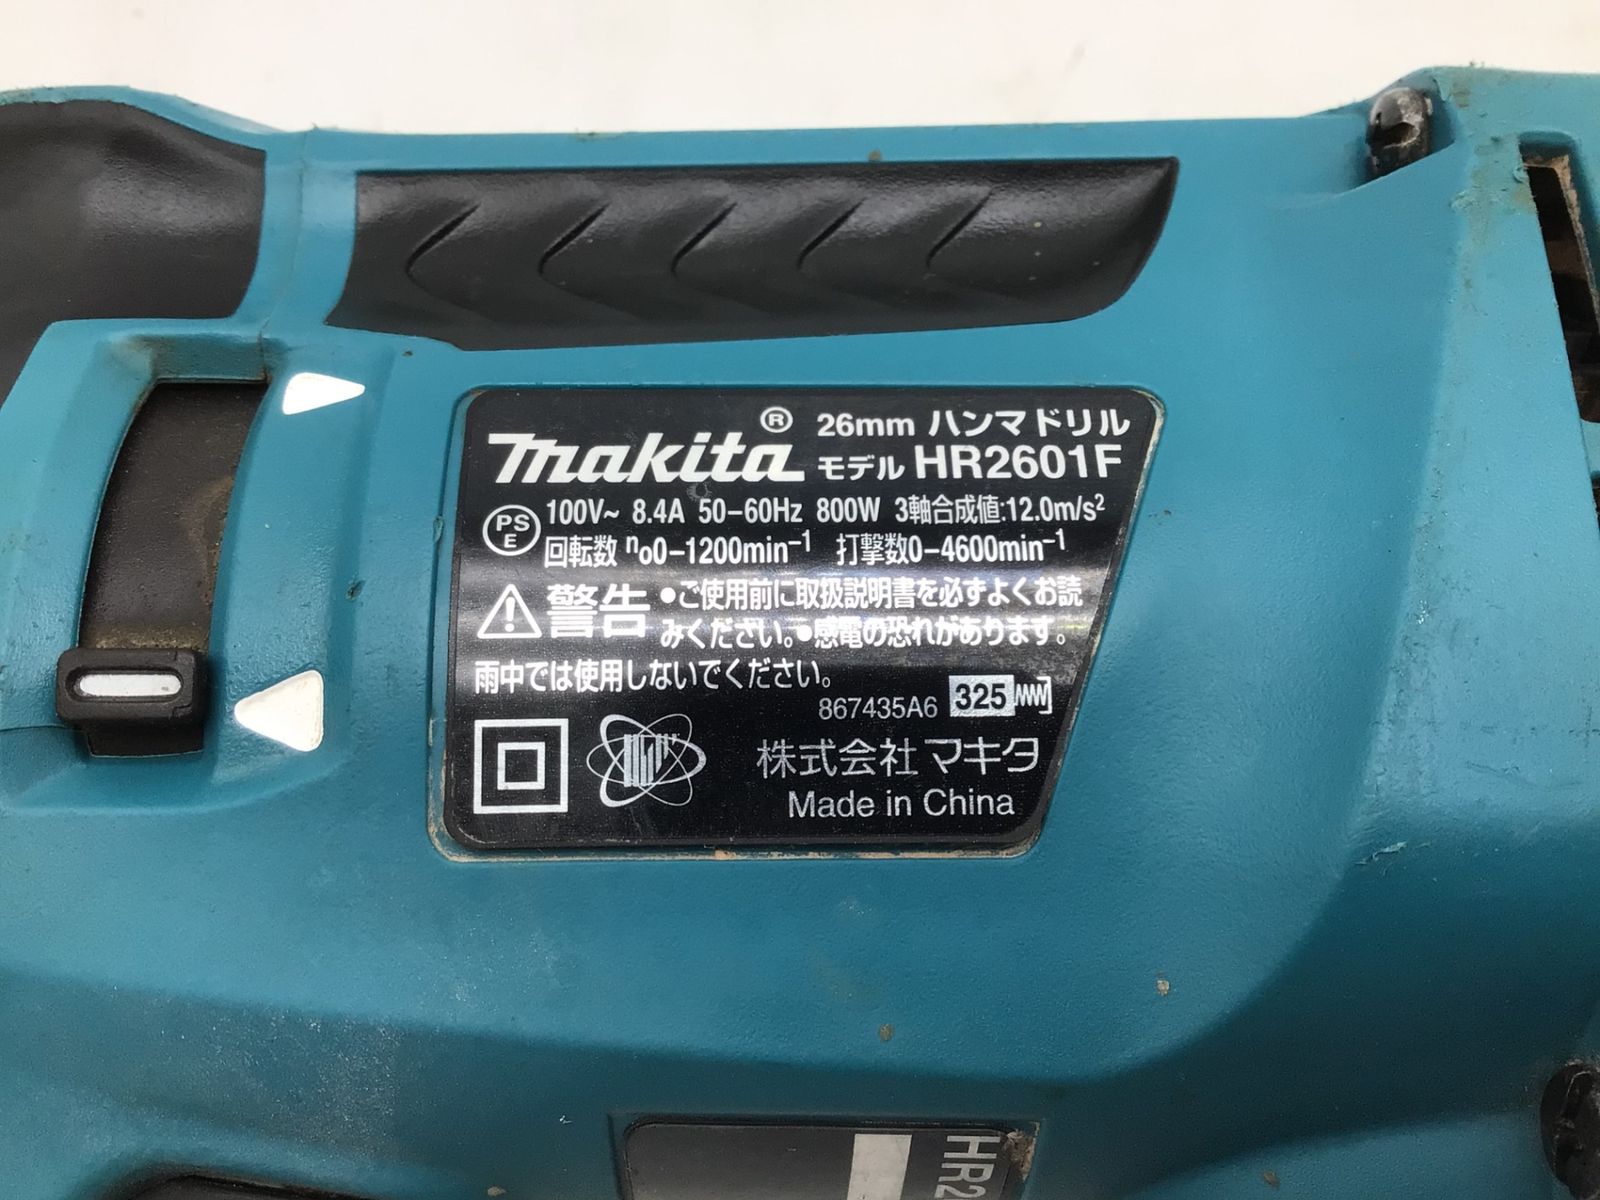 makita® 26mm ハンマドリル
モデル HR2601F
PSE 100V~ 8.4A 50-60Hz 800W 3軸合成値:12.0m/s²
回転数 n₀0-1200min⁻¹ 打撃数0-4600min⁻¹
⚠警告 •ご使用前に取扱説明書を必ずよくお読
みください。•感電の恐れがあります。
雨中では使用しないでください。
867435A6 325
株式会社 マキタ
Made in China
HR2